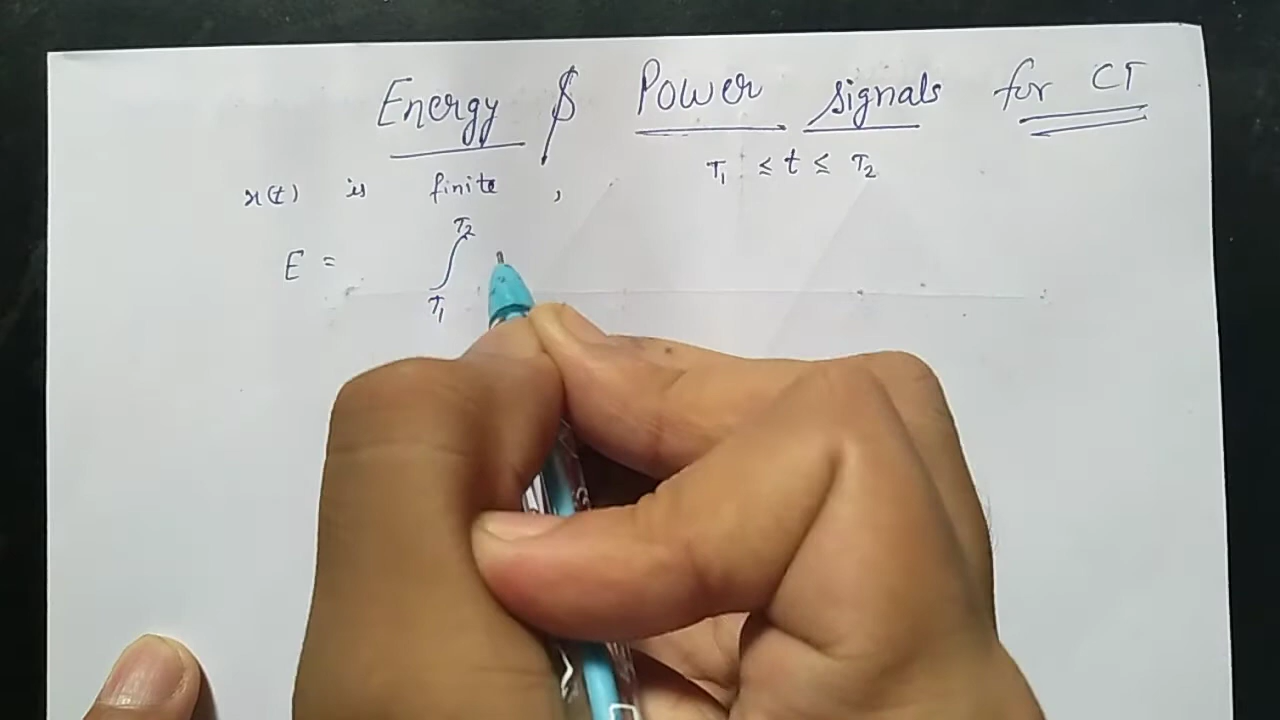 Energy & Power signals for CT
x(t) is finite, T₁ ≤ t ≤ T₂
E = ∫_{T₁}^{T₂}